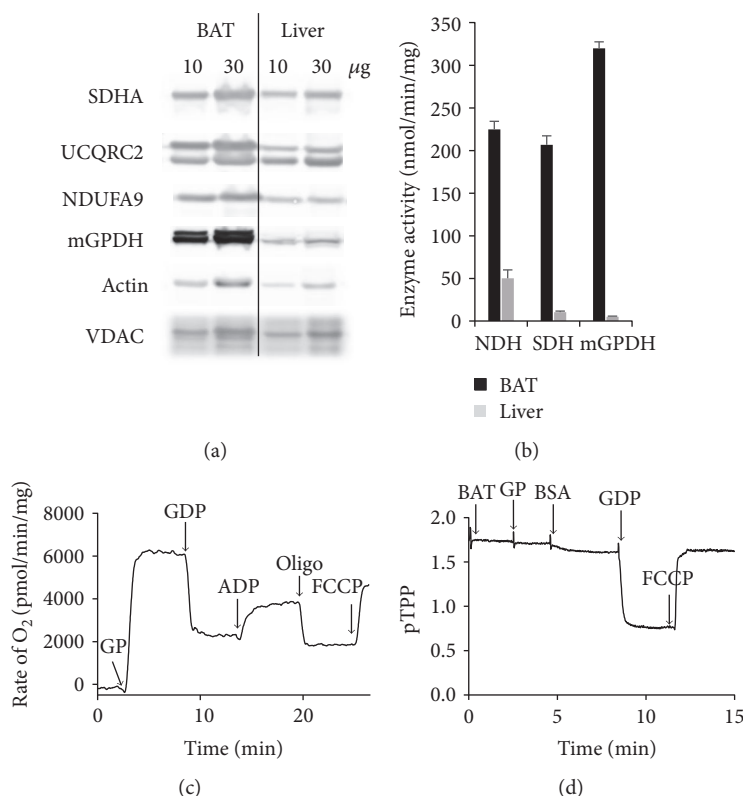 BAT Liver
10 30 10 30 μg
SDHA
UCQRC2
NDUFA9
mGPDH
Actin
VDAC
(a)
Enzyme activity (nmol/min/mg)
350
300
250
200
150
100
50
0
NDH SDH mGPDH
BAT
Liver
(b)
Rate of O2 (pmol/min/mg)
8000
6000
4000
2000
0
GP
GDP
ADP
Oligo
FCCP
0 10 20
Time (min)
(c)
pTPP
2.0
1.5
1.0
0.5
0.0
BAT GP BSA GDP
FCCP
0 5 10 15
Time (min)
(d)